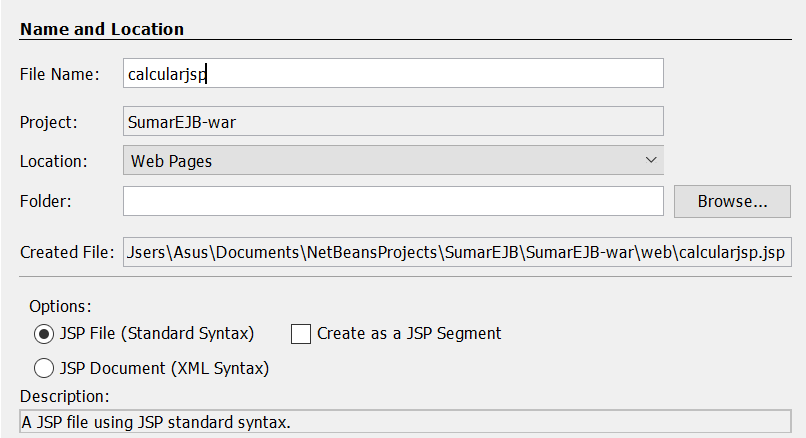 Name and Location
File Name: calcularjsp
Project: SumarEJB-war
Location: Web Pages
Folder: Browse...
Created File: Jsers\Asus\Documents\NetBeansProjects\SumarEJB\SumarEJB-war\web\calcularjsp.jsp
Options:
JSP File (Standard Syntax) Create as a JSP Segment
JSP Document (XML Syntax)
Description:
A JSP file using JSP standard syntax.